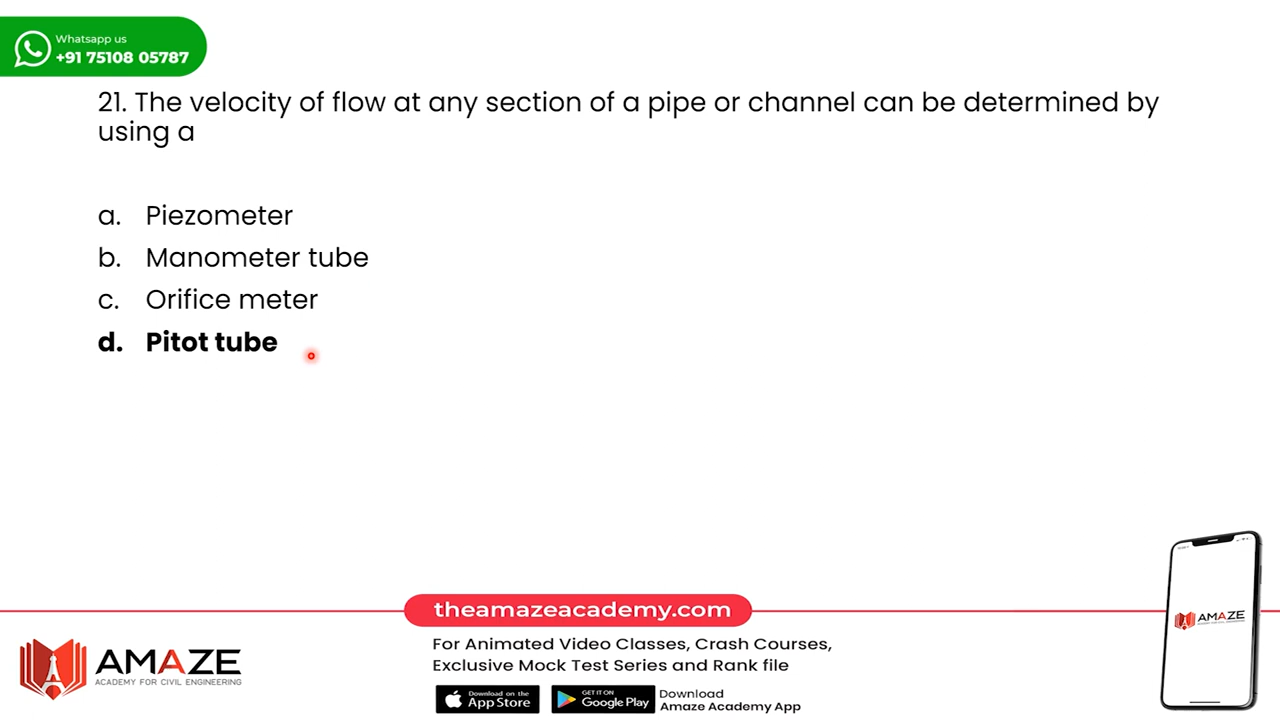 Whatsapp us
+91 75108 05787
21. The velocity of flow at any section of a pipe or channel can be determined by
using a
a. Piezometer
b. Manometer tube
c. Orifice meter
d. Pitot tube
theamazeacademy.com
For Animated Video Classes, Crash Courses,
Exclusive Mock Test Series and Rank file
AMAZE
ACADEMY FOR CIVIL ENGINEERING
Download on the
App Store
GET IT ON
Google Play
Download
Amaze Academy App
AMAZE